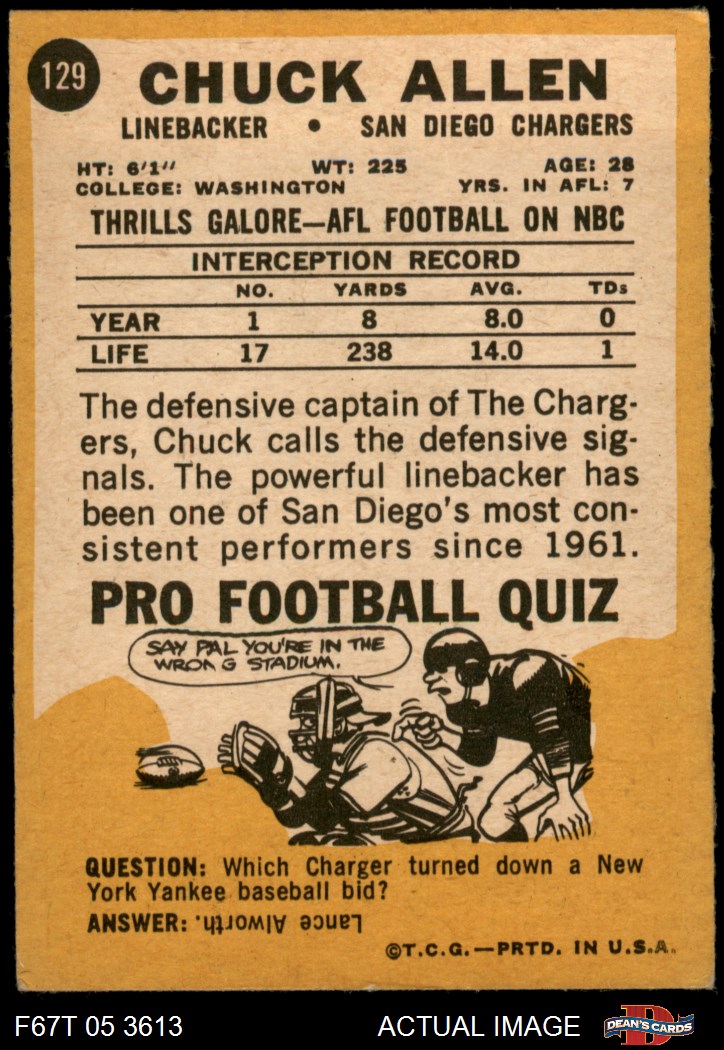 129
CHUCK ALLEN
LINEBACKER • SAN DIEGO CHARGERS
HT: 6'1" WT: 225 AGE: 28
COLLEGE: WASHINGTON YRS. IN AFL: 7
THRILLS GALORE—AFL FOOTBALL ON NBC
INTERCEPTION RECORD
NO. YARDS AVG. TDs
YEAR 1 8 8.0 0
LIFE 17 238 14.0 1
The defensive captain of The Charg-
ers, Chuck calls the defensive sig-
nals. The powerful linebacker has
been one of San Diego's most con-
sistent performers since 1961.
PRO FOOTBALL QUIZ
SAY PAL YOU'RE IN THE
WRONG STADIUM.
QUESTION: Which Charger turned down a New
York Yankee baseball bid?
ANSWER: Lance Alworth.
©T.C.G.—PRTD. IN U.S.A.
F67T 05 3613 ACTUAL IMAGE
D
DEAN'S CARDS